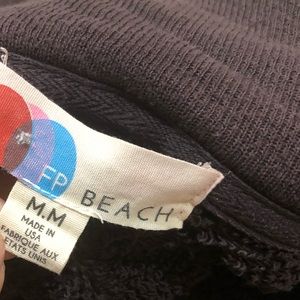 FP BEACH
M.M
MADE IN
USA
FABRIQUE AUX
ETATS UNIS